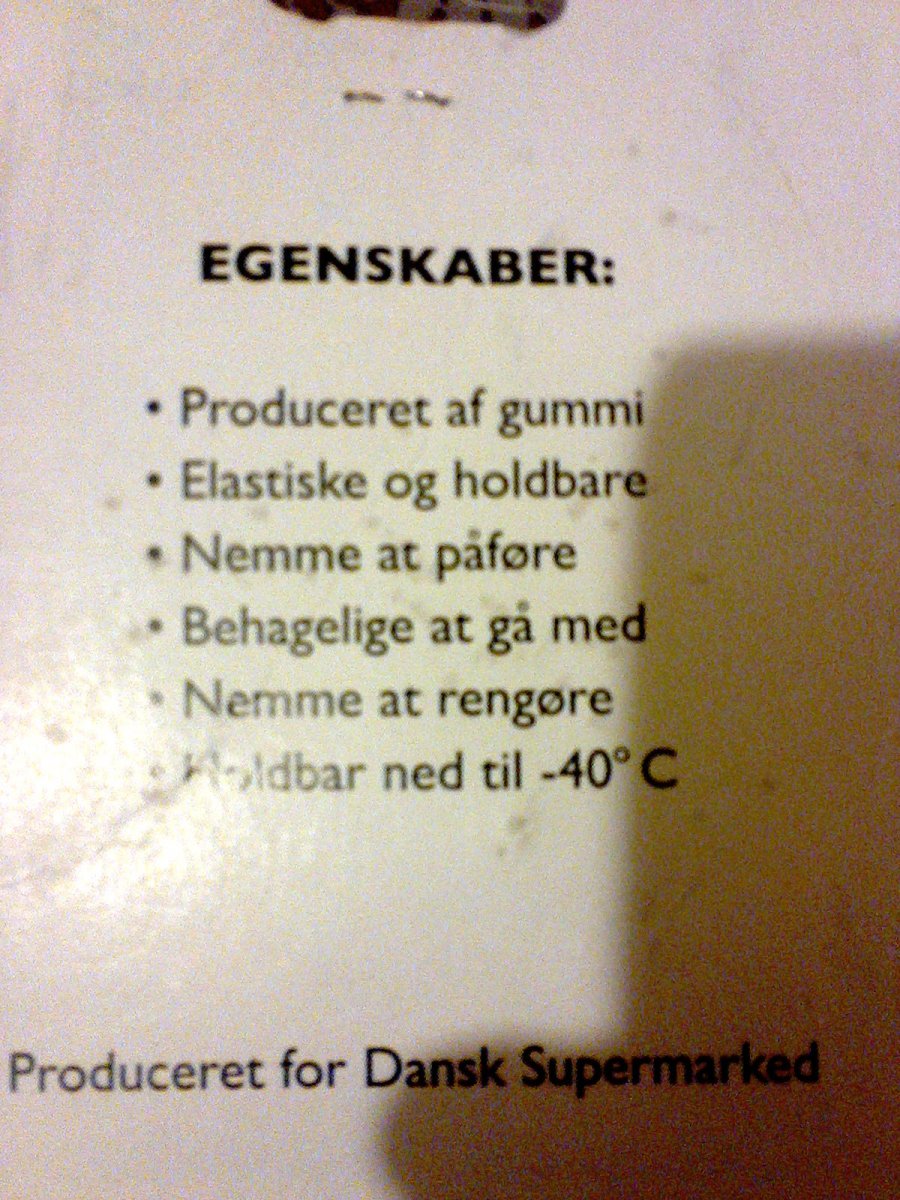 EGENSKABER:
• Produceret af gummi
• Elastiske og holdbare
• Nemme at påføre
• Behagelige at gå med
• Nemme at rengøre
• Holdbar ned til -40° C
Produceret for Dansk Supermarked